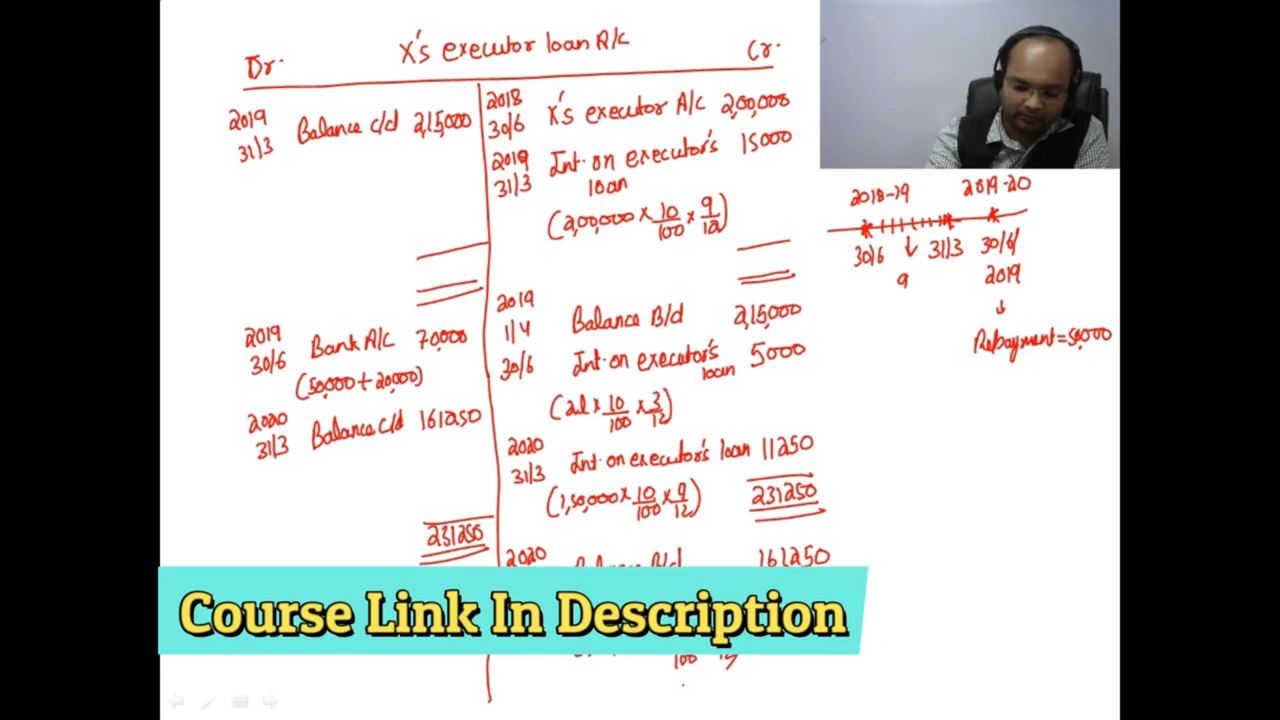 X's executor loan A/c
Dr. Cr.
2019
31/3 Balance c/d 2,15,000
2018
30/6 X's executor A/c 2,00,000
2019
31/3 Int. on executor's 15000
loan
(2,00,000 × 10/100 × 9/12)
2019
30/6 Bank A/c 70,000
(50,000 + 20,000)
2020
31/3 Balance c/d 161250
231250
2019
1/4 Balance B/d 2,15,000
30/6 Int. on executor's 5000
loan
(2L × 10/100 × 3/12)
2020
31/3 Int. on executor's loan 11250
(1,50,000 × 10/100 × 9/12)
231250
2020
Balance B/d 161250
100
2018-19 2019-20
30/6 31/3 30/6/
9 2019
Repayment = 50,000
Course Link In Description